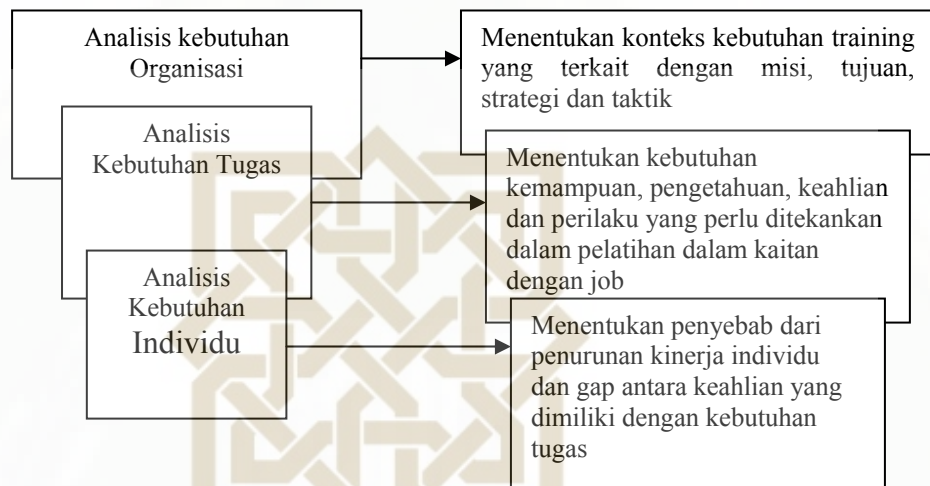 Analisis kebutuhan
Organisasi
Menentukan konteks kebutuhan training
yang terkait dengan misi, tujuan,
strategi dan taktik
Analisis
Kebutuhan Tugas
Menentukan kebutuhan
kemampuan, pengetahuan, keahlian
dan perilaku yang perlu ditekankan
dalam pelatihan dalam kaitan
dengan job
Analisis
Kebutuhan
Individu
Menentukan penyebab dari
penurunan kinerja individu
dan gap antara keahlian yang
dimiliki dengan kebutuhan
tugas